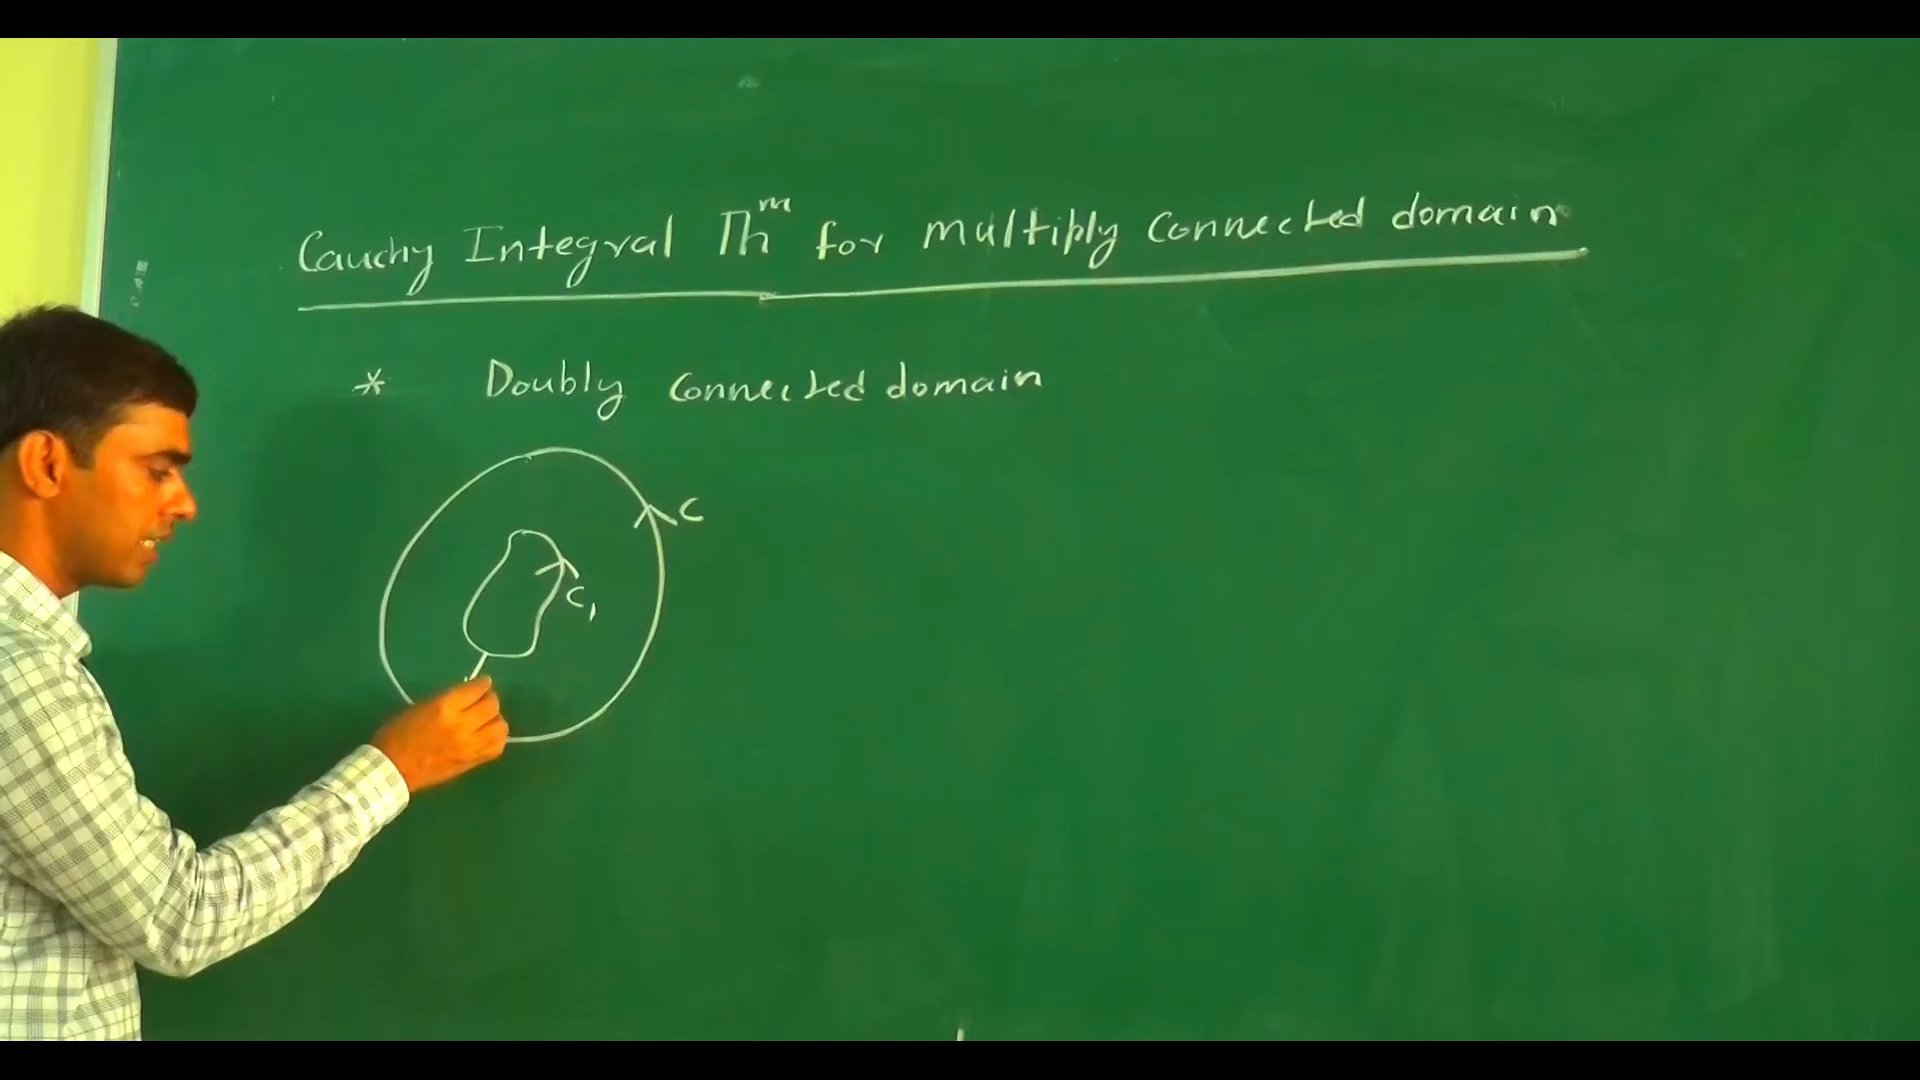 Cauchy Integral Thm for multiply connected domain
* Doubly connected domain
C
C1